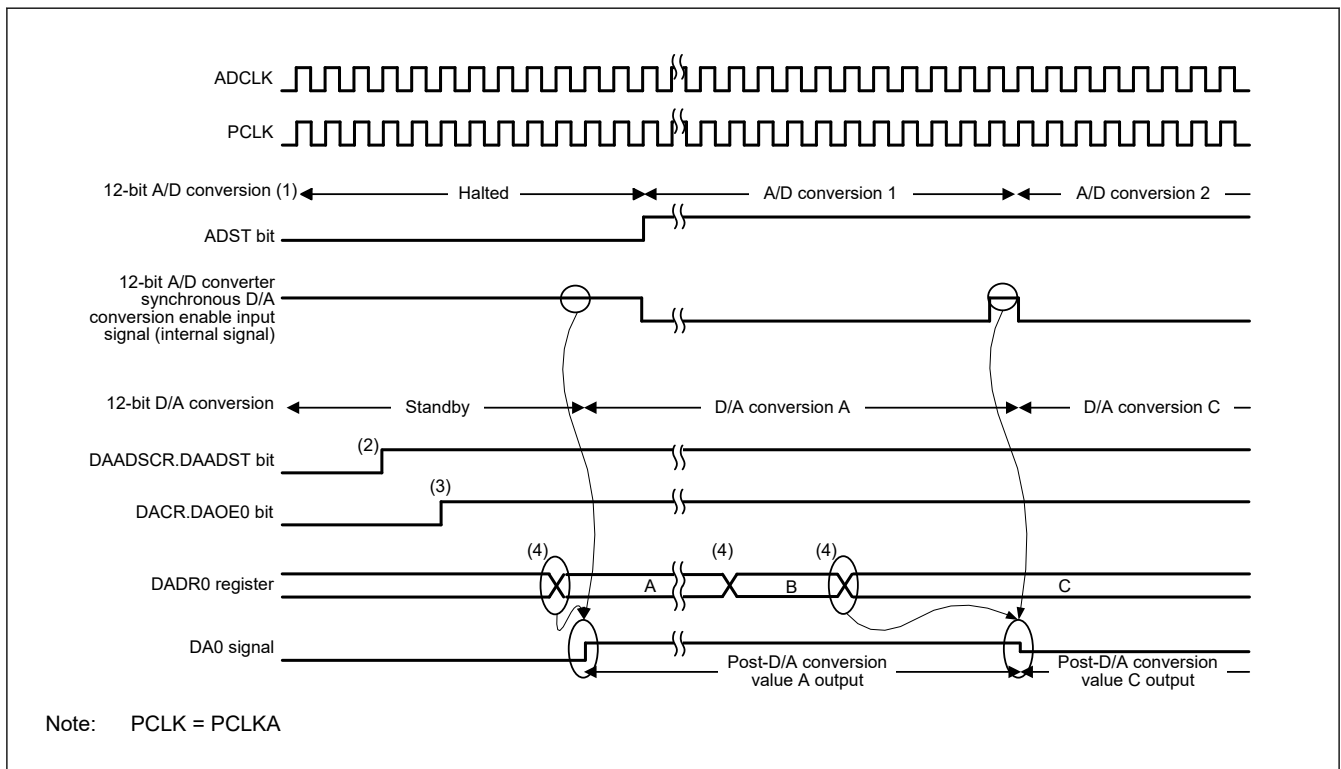 ADCLK
PCLK
12-bit A/D conversion (1)
Halted
A/D conversion 1
A/D conversion 2
ADST bit
12-bit A/D converter
synchronous D/A
conversion enable input
signal (internal signal)
12-bit D/A conversion
Standby
D/A conversion A
D/A conversion C
DAADSCR.DAADST bit
(2)
DACR.DAOE0 bit
(3)
DADR0 register
(4)
A
(4)
B
(4)
C
DA0 signal
Post-D/A conversion
value A output
Post-D/A conversion
value C output
Note: PCLK = PCLKA